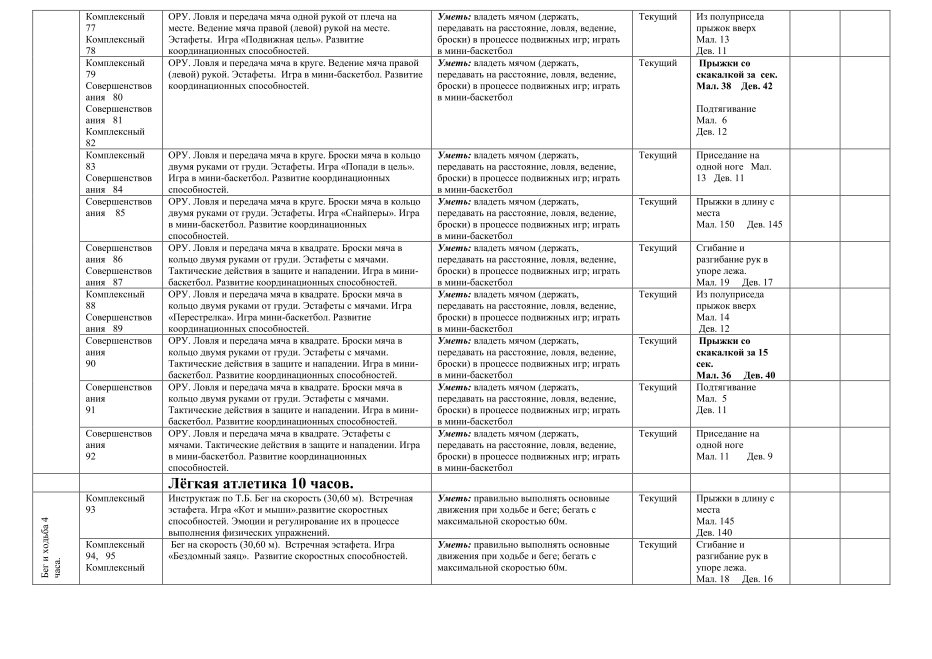 Комплексный
77
Комплексный
78
ОРУ. Ловля и передача мяча одной рукой от плеча на
месте. Ведение мяча правой (левой) рукой на месте.
Эстафеты.  Игра «Подвижная цель». Развитие
координационных способностей.
Уметь: владеть мячом (держать,
передавать на расстояние, ловля, ведение,
броски) в процессе подвижных игр; играть
в мини-баскетбол
Текущий
Из полуприседа
прыжок вверх
Мал. 13
Дев. 11
Комплексный
79
Совершенствов
ания   80
Совершенствов
ания   81
Комплексный
82
ОРУ. Ловля и передача мяча в круге. Ведение мяча правой
(левой) рукой. Эстафеты.  Игра в мини-баскетбол. Развитие
координационных способностей.
Уметь: владеть мячом (держать,
передавать на расстояние, ловля, ведение,
броски) в процессе подвижных игр; играть
в мини-баскетбол
Текущий
Прыжки со
скакалкой за  сек.
Мал. 38    Дев. 42
Подтягивание
Мал.  6
Дев. 12
Комплексный
83
Совершенствов
ания   84
ОРУ. Ловля и передача мяча в круге. Броски мяча в кольцо
двумя руками от груди. Эстафеты. Игра «Попади в цель».
Игра в мини-баскетбол. Развитие координационных
способностей.
Уметь: владеть мячом (держать,
передавать на расстояние, ловля, ведение,
броски) в процессе подвижных игр; играть
в мини-баскетбол
Текущий
Приседание на
одной ноге   Мал.
13   Дев. 11
Совершенствов
ания    85
ОРУ. Ловля и передача мяча в круге. Броски мяча в кольцо
двумя руками от груди. Эстафеты. Игра «Снайперы». Игра
в мини-баскетбол. Развитие координационных
способностей.
Уметь: владеть мячом (держать,
передавать на расстояние, ловля, ведение,
броски) в процессе подвижных игр; играть
в мини-баскетбол
Текущий
Прыжки в длину с
места
Мал. 150     Дев. 145
Совершенствов
ания   86
Совершенствов
ания   87
ОРУ. Ловля и передача мяча в квадрате. Броски мяча в
кольцо двумя руками от груди. Эстафеты с мячами.
Тактические действия в защите и нападении. Игра в мини-
баскетбол. Развитие координационных способностей.
Уметь: владеть мячом (держать,
передавать на расстояние, ловля, ведение,
броски) в процессе подвижных игр; играть
в мини-баскетбол
Текущий
Сгибание и
разгибание рук в
упоре лежа.
Мал. 19     Дев. 17
Комплексный
88
Совершенствов
ания   89
ОРУ. Ловля и передача мяча в квадрате. Броски мяча в
кольцо двумя руками от груди. Эстафеты с мячами. Игра
«Перестрелка». Игра мини-баскетбол. Развитие
координационных способностей.
Уметь: владеть мячом (держать,
передавать на расстояние, ловля, ведение,
броски) в процессе подвижных игр; играть
в мини-баскетбол
Текущий
Из полуприседа
прыжок вверх
Мал. 14
Дев. 12
Совершенствов
ания
90
ОРУ. Ловля и передача мяча в квадрате. Броски мяча в
кольцо двумя руками от груди. Эстафеты с мячами.
Тактические действия в защите и нападении. Игра в мини-
баскетбол. Развитие координационных способностей.
Уметь: владеть мячом (держать,
передавать на расстояние, ловля, ведение,
броски) в процессе подвижных игр; играть
в мини-баскетбол
Текущий
Прыжки со
скакалкой за 15
сек.
Мал. 36     Дев. 40
Совершенствов
ания
91
ОРУ. Ловля и передача мяча в квадрате. Броски мяча в
кольцо двумя руками от груди. Эстафеты с мячами.
Тактические действия в защите и нападении. Игра в мини-
баскетбол. Развитие координационных способностей.
Уметь: владеть мячом (держать,
передавать на расстояние, ловля, ведение,
броски) в процессе подвижных игр; играть
в мини-баскетбол
Текущий
Подтягивание
Мал.  5
Дев. 11
Совершенствов
ания
92
ОРУ. Ловля и передача мяча в квадрате. Эстафеты с
мячами. Тактические действия в защите и нападении. Игра
в мини-баскетбол. Развитие координационных
способностей.
Уметь: владеть мячом (держать,
передавать на расстояние, ловля, ведение,
броски) в процессе подвижных игр; играть
в мини-баскетбол
Текущий
Приседание на
одной ноге
Мал. 11      Дев. 9
Лёгкая атлетика 10 часов.
Бег и ходьба 4
часа.
Комплексный
93
Инструктаж по Т.Б. Бег на скорость (30,60 м).  Встречная
эстафета. Игра «Кот и мыши».развитие скоростных
способностей. Эмоции и регулирование их в процессе
выполнения физических упражнений.
Уметь: правильно выполнять основные
движения при ходьбе и беге; бегать с
максимальной скоростью 60м.
Текущий
Прыжки в длину с
места
Мал. 145
Дев. 140
Комплексный
94,   95
Комплексный
Бег на скорость (30,60 м).  Встречная эстафета. Игра
«Бездомный заяц».  Развитие скоростных способностей.
Уметь: правильно выполнять основные
движения при ходьбе и беге; бегать с
максимальной скоростью 60м.
Текущий
Сгибание и
разгибание рук в
упоре лежа.
Мал. 18     Дев. 16